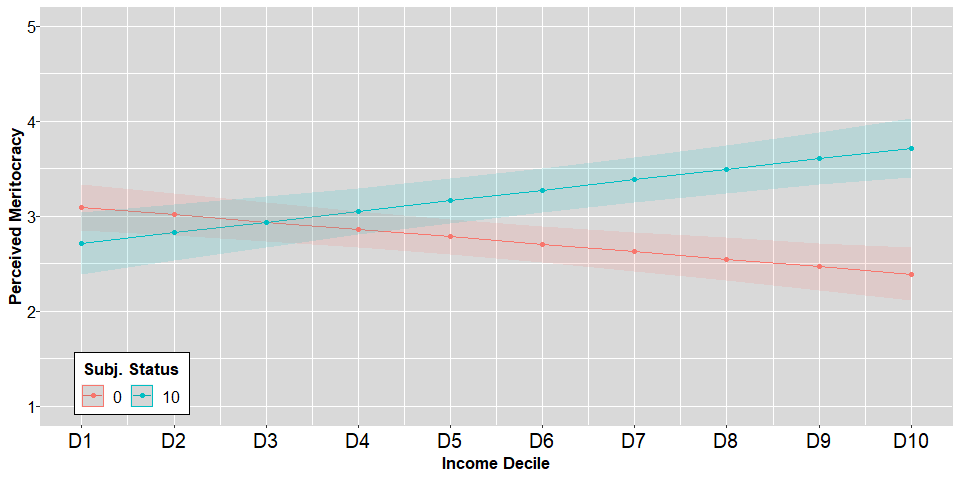 5
4
3
2
1
Perceived Meritocracy
Subj. Status
0 10
D1 D2 D3 D4 D5 D6 D7 D8 D9 D10
Income Decile